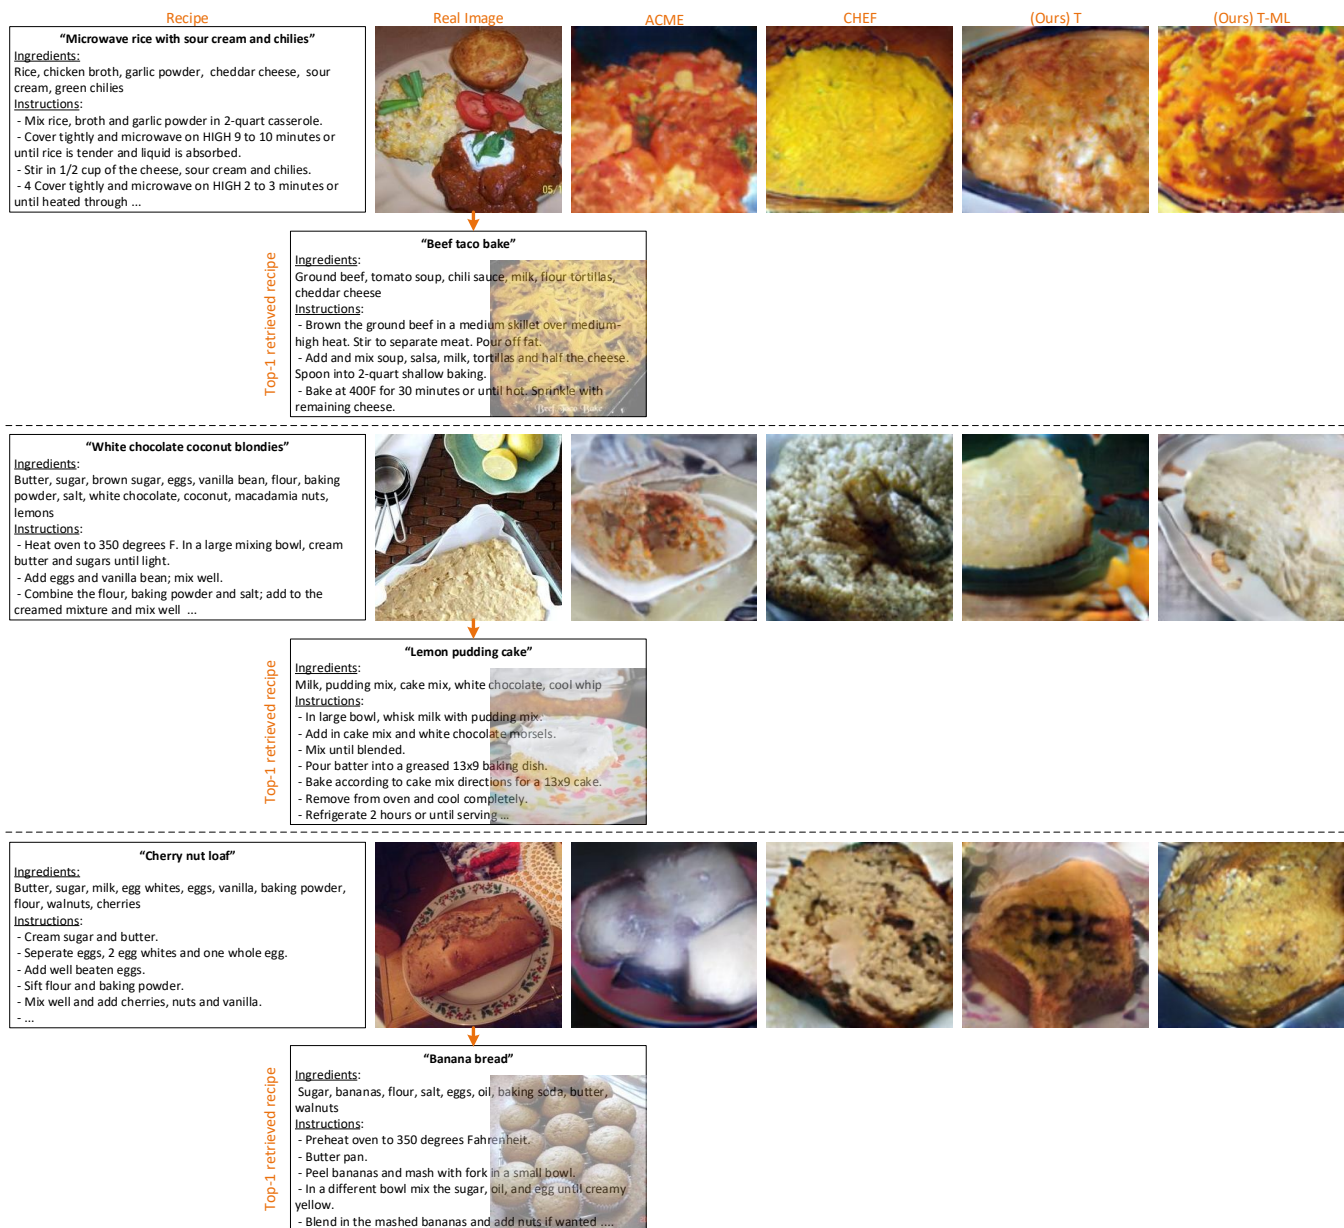 Recipe
Real Image
ACME
CHEF
(Ours) T
(Ours) T-ML
“Microwave rice with sour cream and chilies”
Ingredients:
Rice, chicken broth, garlic powder, cheddar cheese, sour
cream, green chilies
Instructions:
- Mix rice, broth and garlic powder in 2-quart casserole.
- Cover tightly and microwave on HIGH 9 to 10 minutes or
until rice is tender and liquid is absorbed.
- Stir in 1/2 cup of the cheese, sour cream and chilies.
- 4 Cover tightly and microwave on HIGH 2 to 3 minutes or
until heated through ...
05/1
Top-1 retrieved recipe
“Beef taco bake”
Ingredients:
Ground beef, tomato soup, chili sauce, milk, flour tortillas,
cheddar cheese
Instructions:
- Brown the ground beef in a medium skillet over medium-
high heat. Stir to separate meat. Pour off fat.
- Add and mix soup, salsa, milk, tortillas and half the cheese.
Spoon into 2-quart shallow baking.
- Bake at 400F for 30 minutes or until hot. Sprinkle with
remaining cheese.
Beef Taco Bake
“White chocolate coconut blondies”
Ingredients:
Butter, sugar, brown sugar, eggs, vanilla bean, flour, baking
powder, salt, white chocolate, coconut, macadamia nuts,
lemons
Instructions:
- Heat oven to 350 degrees F. In a large mixing bowl, cream
butter and sugars until light.
- Add eggs and vanilla bean; mix well.
- Combine the flour, baking powder and salt; add to the
creamed mixture and mix well ...
Top-1 retrieved recipe
“Lemon pudding cake”
Ingredients:
Milk, pudding mix, cake mix, white chocolate, cool whip
Instructions:
- In large bowl, whisk milk with pudding mix.
- Add in cake mix and white chocolate morsels.
- Mix until blended.
- Pour batter into a greased 13x9 baking dish.
- Bake according to cake mix directions for a 13x9 cake.
- Remove from oven and cool completely.
- Refrigerate 2 hours or until serving ...
“Cherry nut loaf”
Ingredients:
Butter, sugar, milk, egg whites, eggs, vanilla, baking powder,
flour, walnuts, cherries
Instructions:
- Cream sugar and butter.
- Seperate eggs, 2 egg whites and one whole egg.
- Add well beaten eggs.
- Sift flour and baking powder.
- Mix well and add cherries, nuts and vanilla.
- ...
Top-1 retrieved recipe
“Banana bread”
Ingredients:
Sugar, bananas, flour, salt, eggs, oil, baking soda, butter,
walnuts
Instructions:
- Preheat oven to 350 degrees Fahrenheit.
- Butter pan.
- Peel bananas and mash with fork in a small bowl.
- In a different bowl mix the sugar, oil, and egg until creamy
yellow.
- Blend in the mashed bananas and add nuts if wanted ....